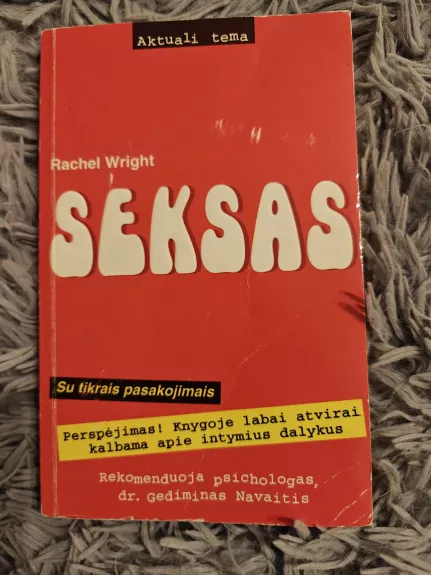 Aktuali tema
Rachel Wright
SEKSAS
Su tikrais pasakojimais
Perspėjimas! Knygoje labai atvirai
kalbama apie intymius dalykus
Rekomenduoja psichologas,
dr. Gediminas Navaitis